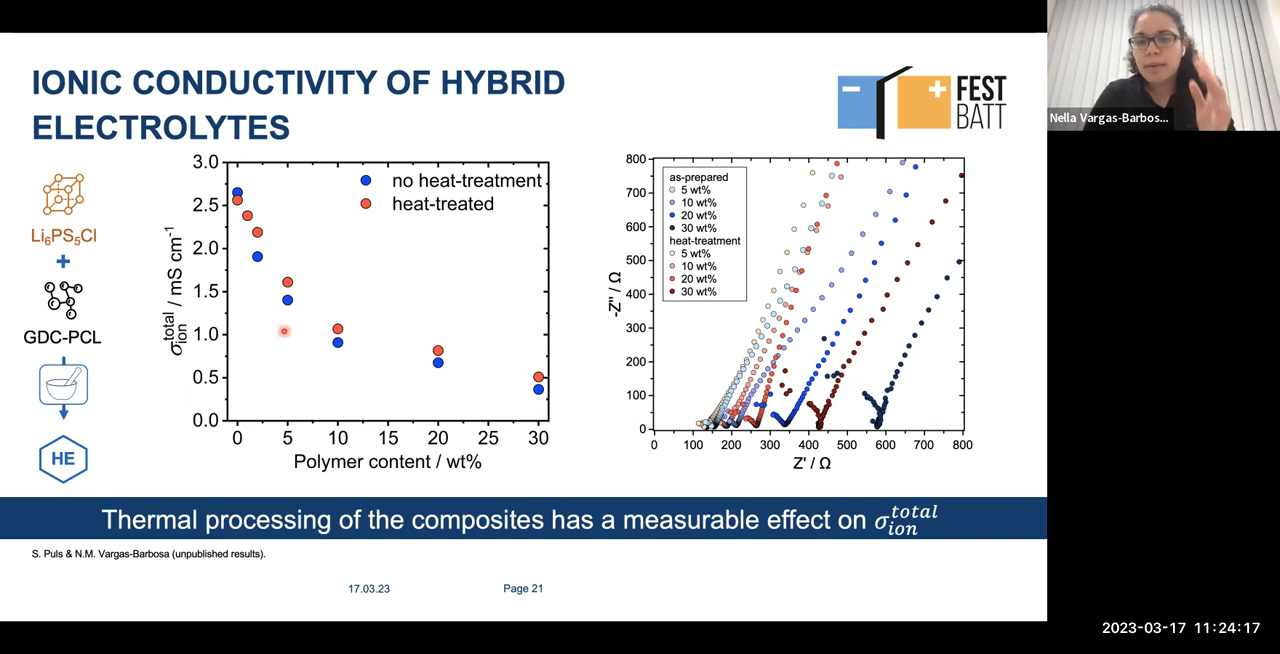 IONIC CONDUCTIVITY OF HYBRID
ELECTROLYTES
− + FEST
BATT
Nella Vargas-Barbos...
Li₆PS₅Cl
+
GDC-PCL
HE
3.0
2.5
2.0
1.5
1.0
0.5
0.0
σ_ion^total / mS cm⁻¹
no heat-treatment
heat-treated
0 5 10 15 20 25 30
Polymer content / wt%
800
700
600
500
400
300
200
100
0
-Z'' / Ω
as-prepared
5 wt%
10 wt%
20 wt%
30 wt%
heat-treatment
5 wt%
10 wt%
20 wt%
30 wt%
0 100 200 300 400 500 600 700 800
Z' / Ω
Thermal processing of the composites has a measurable effect on σ_ion^total
S. Puls & N.M. Vargas-Barbosa (unpublished results).
17.03.23 Page 21
2023-03-17 11:24:17